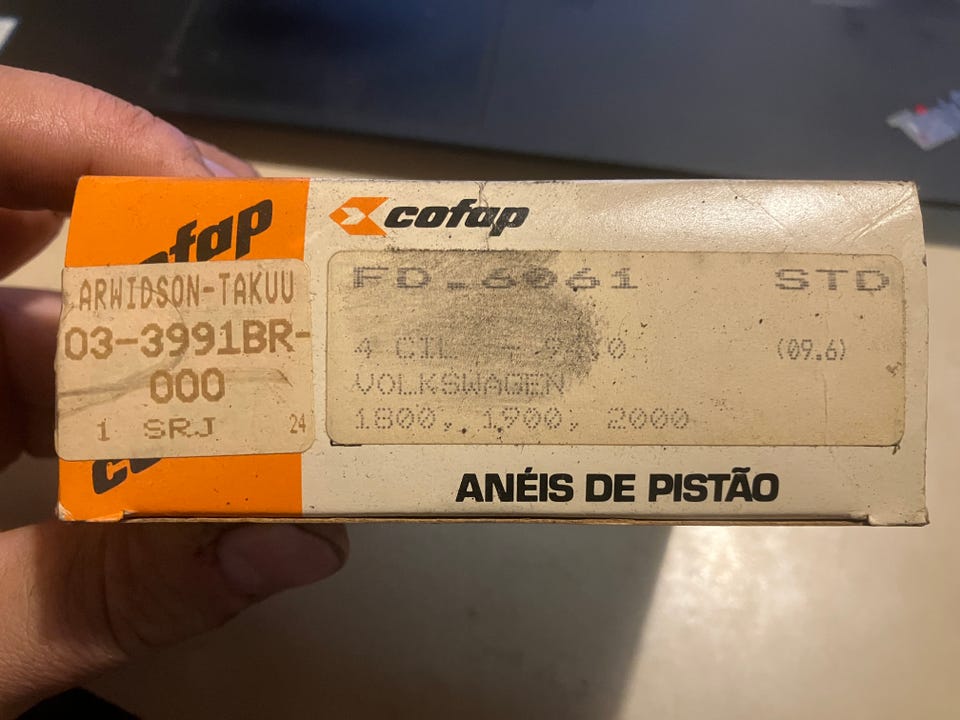 cofap
cofap
ARWIDSON-TAKUU
03-3991BR-
000
1 SRJ 24
FD.6061 STD
4 CIL (09.6)
VOLKSWAGEN
1800, 1900, 2000
ANÉIS DE PISTÃO